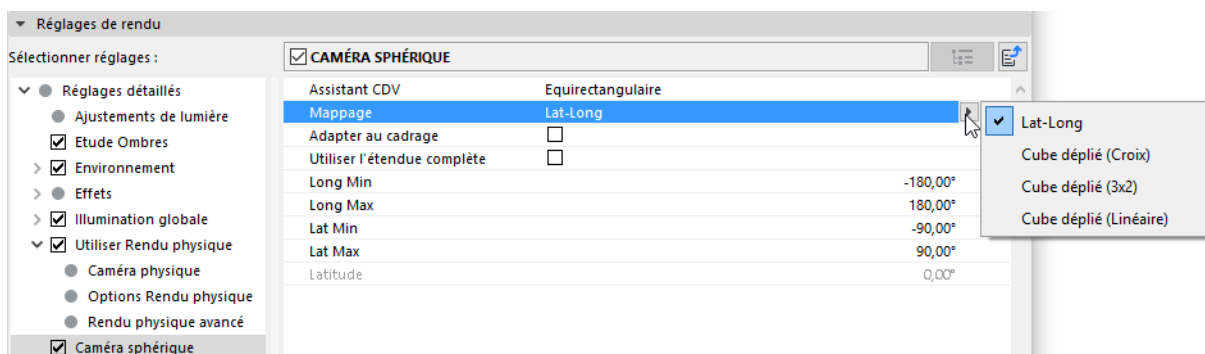 Réglages de rendu
Sélectionner réglages :
Réglages détaillés
Ajustements de lumière
Etude Ombres
Environnement
Effets
Illumination globale
Utiliser Rendu physique
Caméra physique
Options Rendu physique
Rendu physique avancé
Caméra sphérique
CAMÉRA SPHÉRIQUE
Assistant CDV Equirectangulaire
Mappage Lat-Long
Adapter au cadrage
Utiliser l'étendue complète
Long Min -180,00°
Long Max 180,00°
Lat Min -90,00°
Lat Max 90,00°
Latitude 0,00°
Lat-Long
Cube déplié (Croix)
Cube déplié (3x2)
Cube déplié (Linéaire)